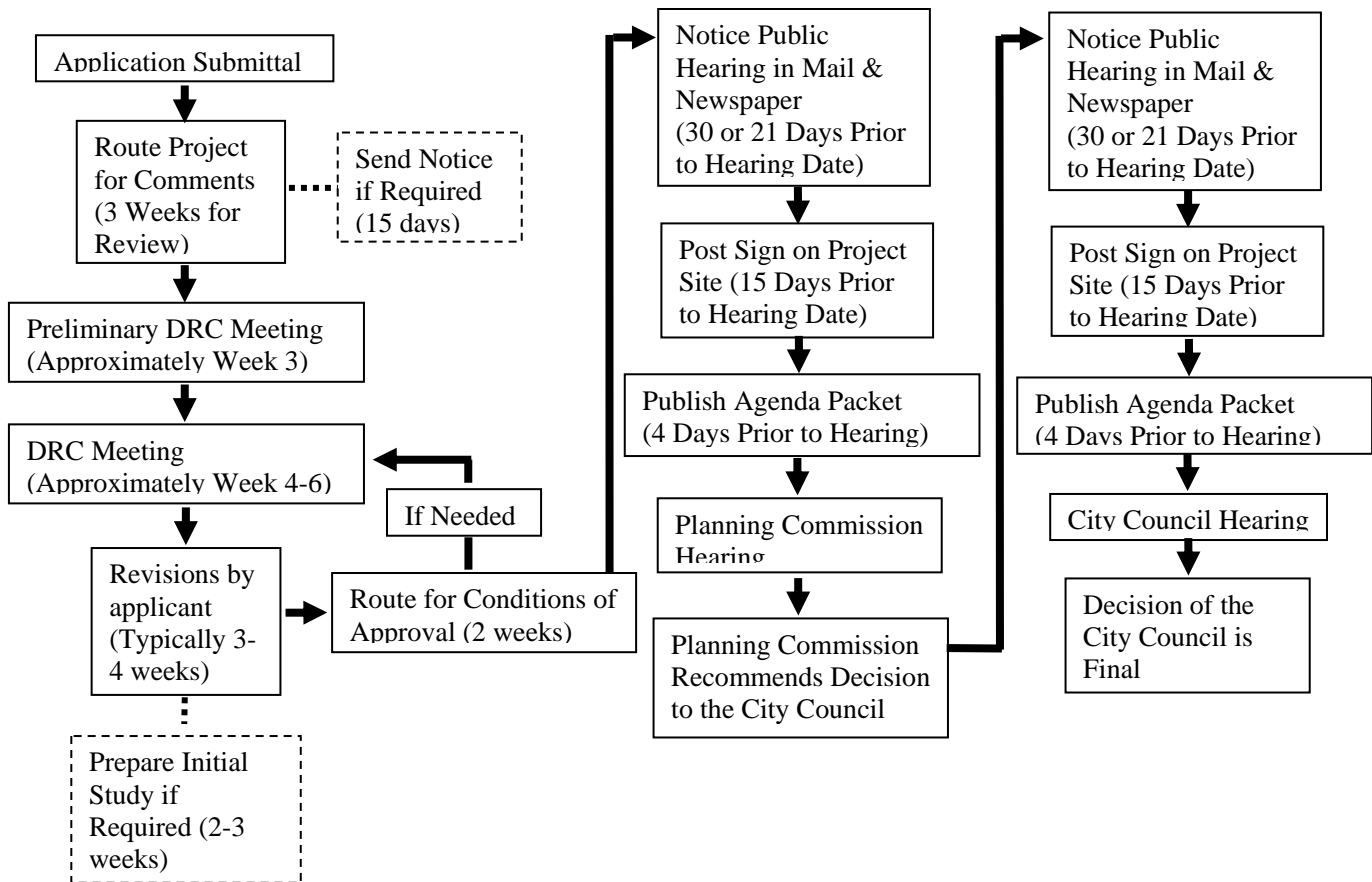 Application Submittal
Route Project
for Comments
(3 Weeks for
Review)
Send Notice
if Required
(15 days)
Preliminary DRC Meeting
(Approximately Week 3)
DRC Meeting
(Approximately Week 4-6)
If Needed
Revisions by
applicant
(Typically 3-
4 weeks)
Route for Conditions of
Approval (2 weeks)
Prepare Initial
Study if
Required (2-3
weeks)
Notice Public
Hearing in Mail &
Newspaper
(30 or 21 Days Prior
to Hearing Date)
Post Sign on Project
Site (15 Days Prior
to Hearing Date)
Publish Agenda Packet
(4 Days Prior to Hearing)
Planning Commission
Hearing
Planning Commission
Recommends Decision
to the City Council
Notice Public
Hearing in Mail &
Newspaper
(30 or 21 Days Prior
to Hearing Date)
Post Sign on Project
Site (15 Days Prior
to Hearing Date)
Publish Agenda Packet
(4 Days Prior to Hearing)
City Council Hearing
Decision of the
City Council is
Final